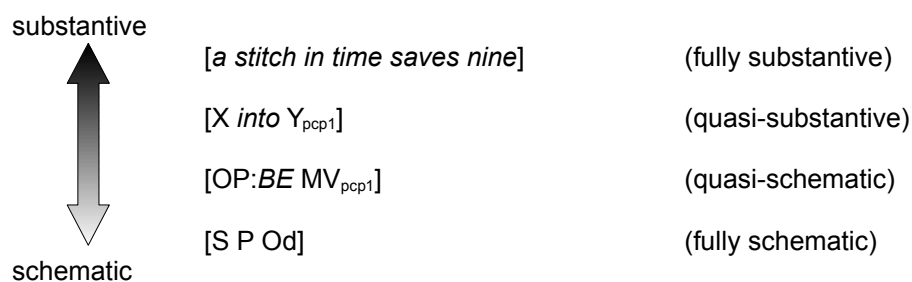 substantive
[a stitch in time saves nine] (fully substantive)
[X into Ypcp1] (quasi-substantive)
[OP:BE MVpcp1] (quasi-schematic)
[S P Od] (fully schematic)
schematic